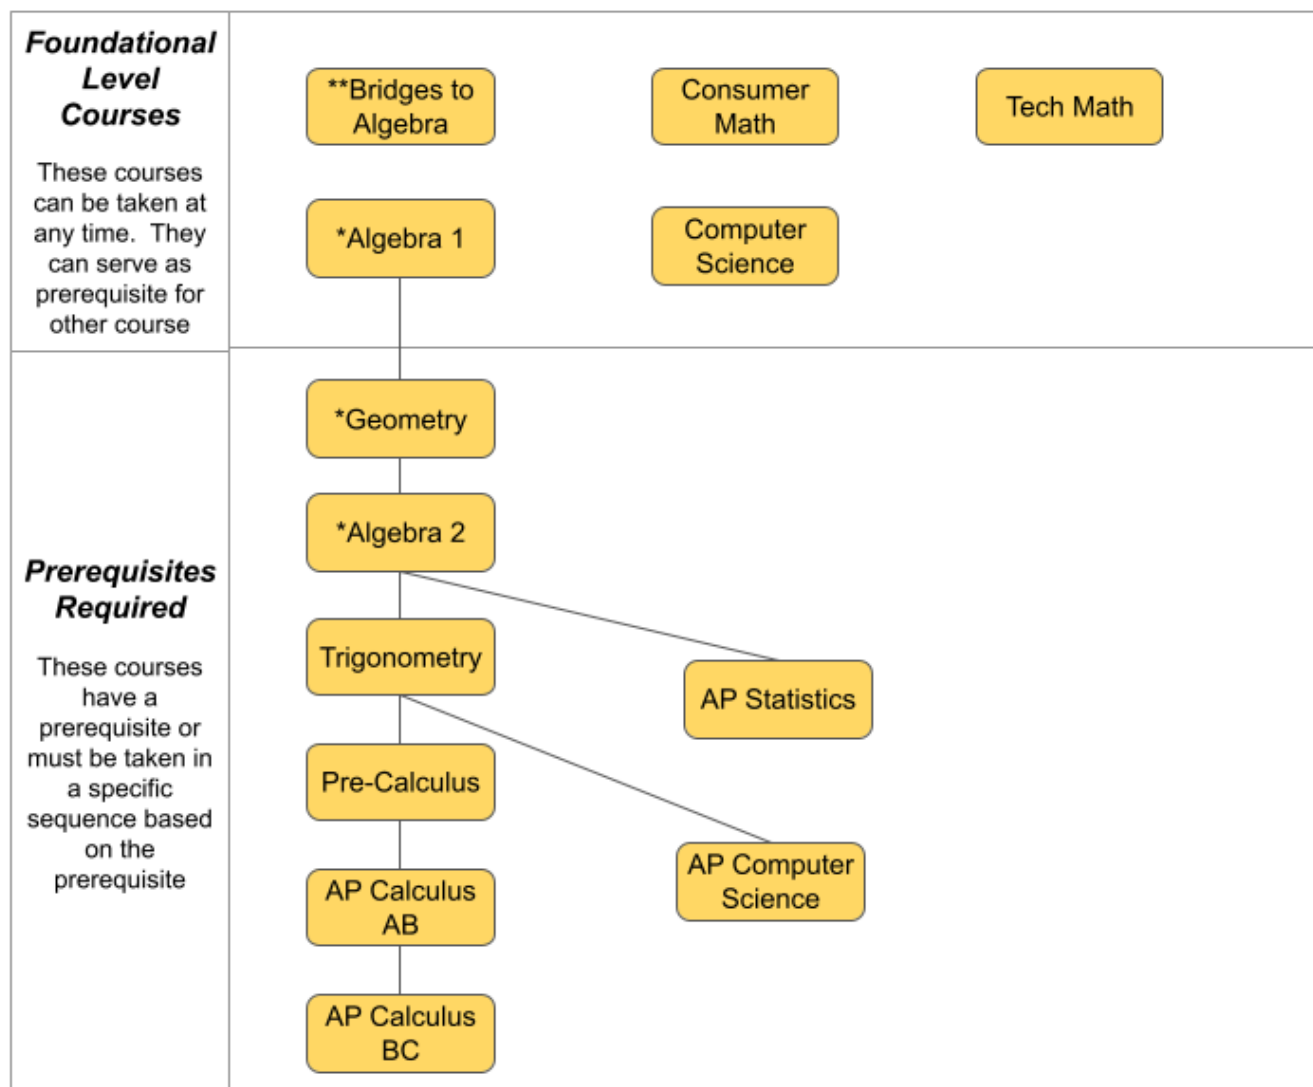 Foundational
Level
Courses
These courses
can be taken at
any time. They
can serve as
prerequisite for
other course
**Bridges to
Algebra
Consumer
Math
Tech Math
*Algebra 1
Computer
Science
Prerequisites
Required
These courses
have a
prerequisite or
must be taken in
a specific
sequence based
on the
prerequisite
*Geometry
*Algebra 2
Trigonometry
AP Statistics
Pre-Calculus
AP Computer
Science
AP Calculus
AB
AP Calculus
BC